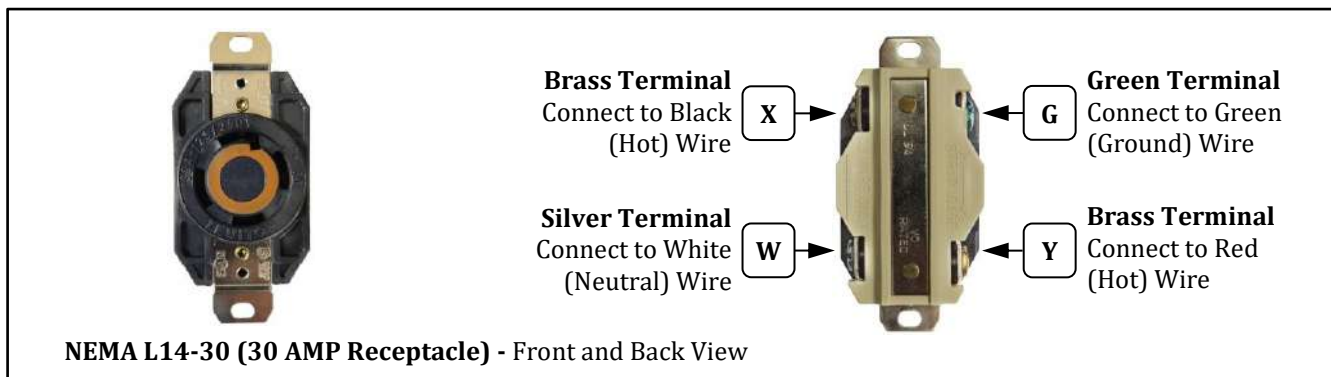 Brass Terminal
Connect to Black
(Hot) Wire
X
Green Terminal
Connect to Green
(Ground) Wire
G
Silver Terminal
Connect to White
(Neutral) Wire
W
Brass Terminal
Connect to Red
(Hot) Wire
Y
NEMA L14-30 (30 AMP Receptacle) - Front and Back View